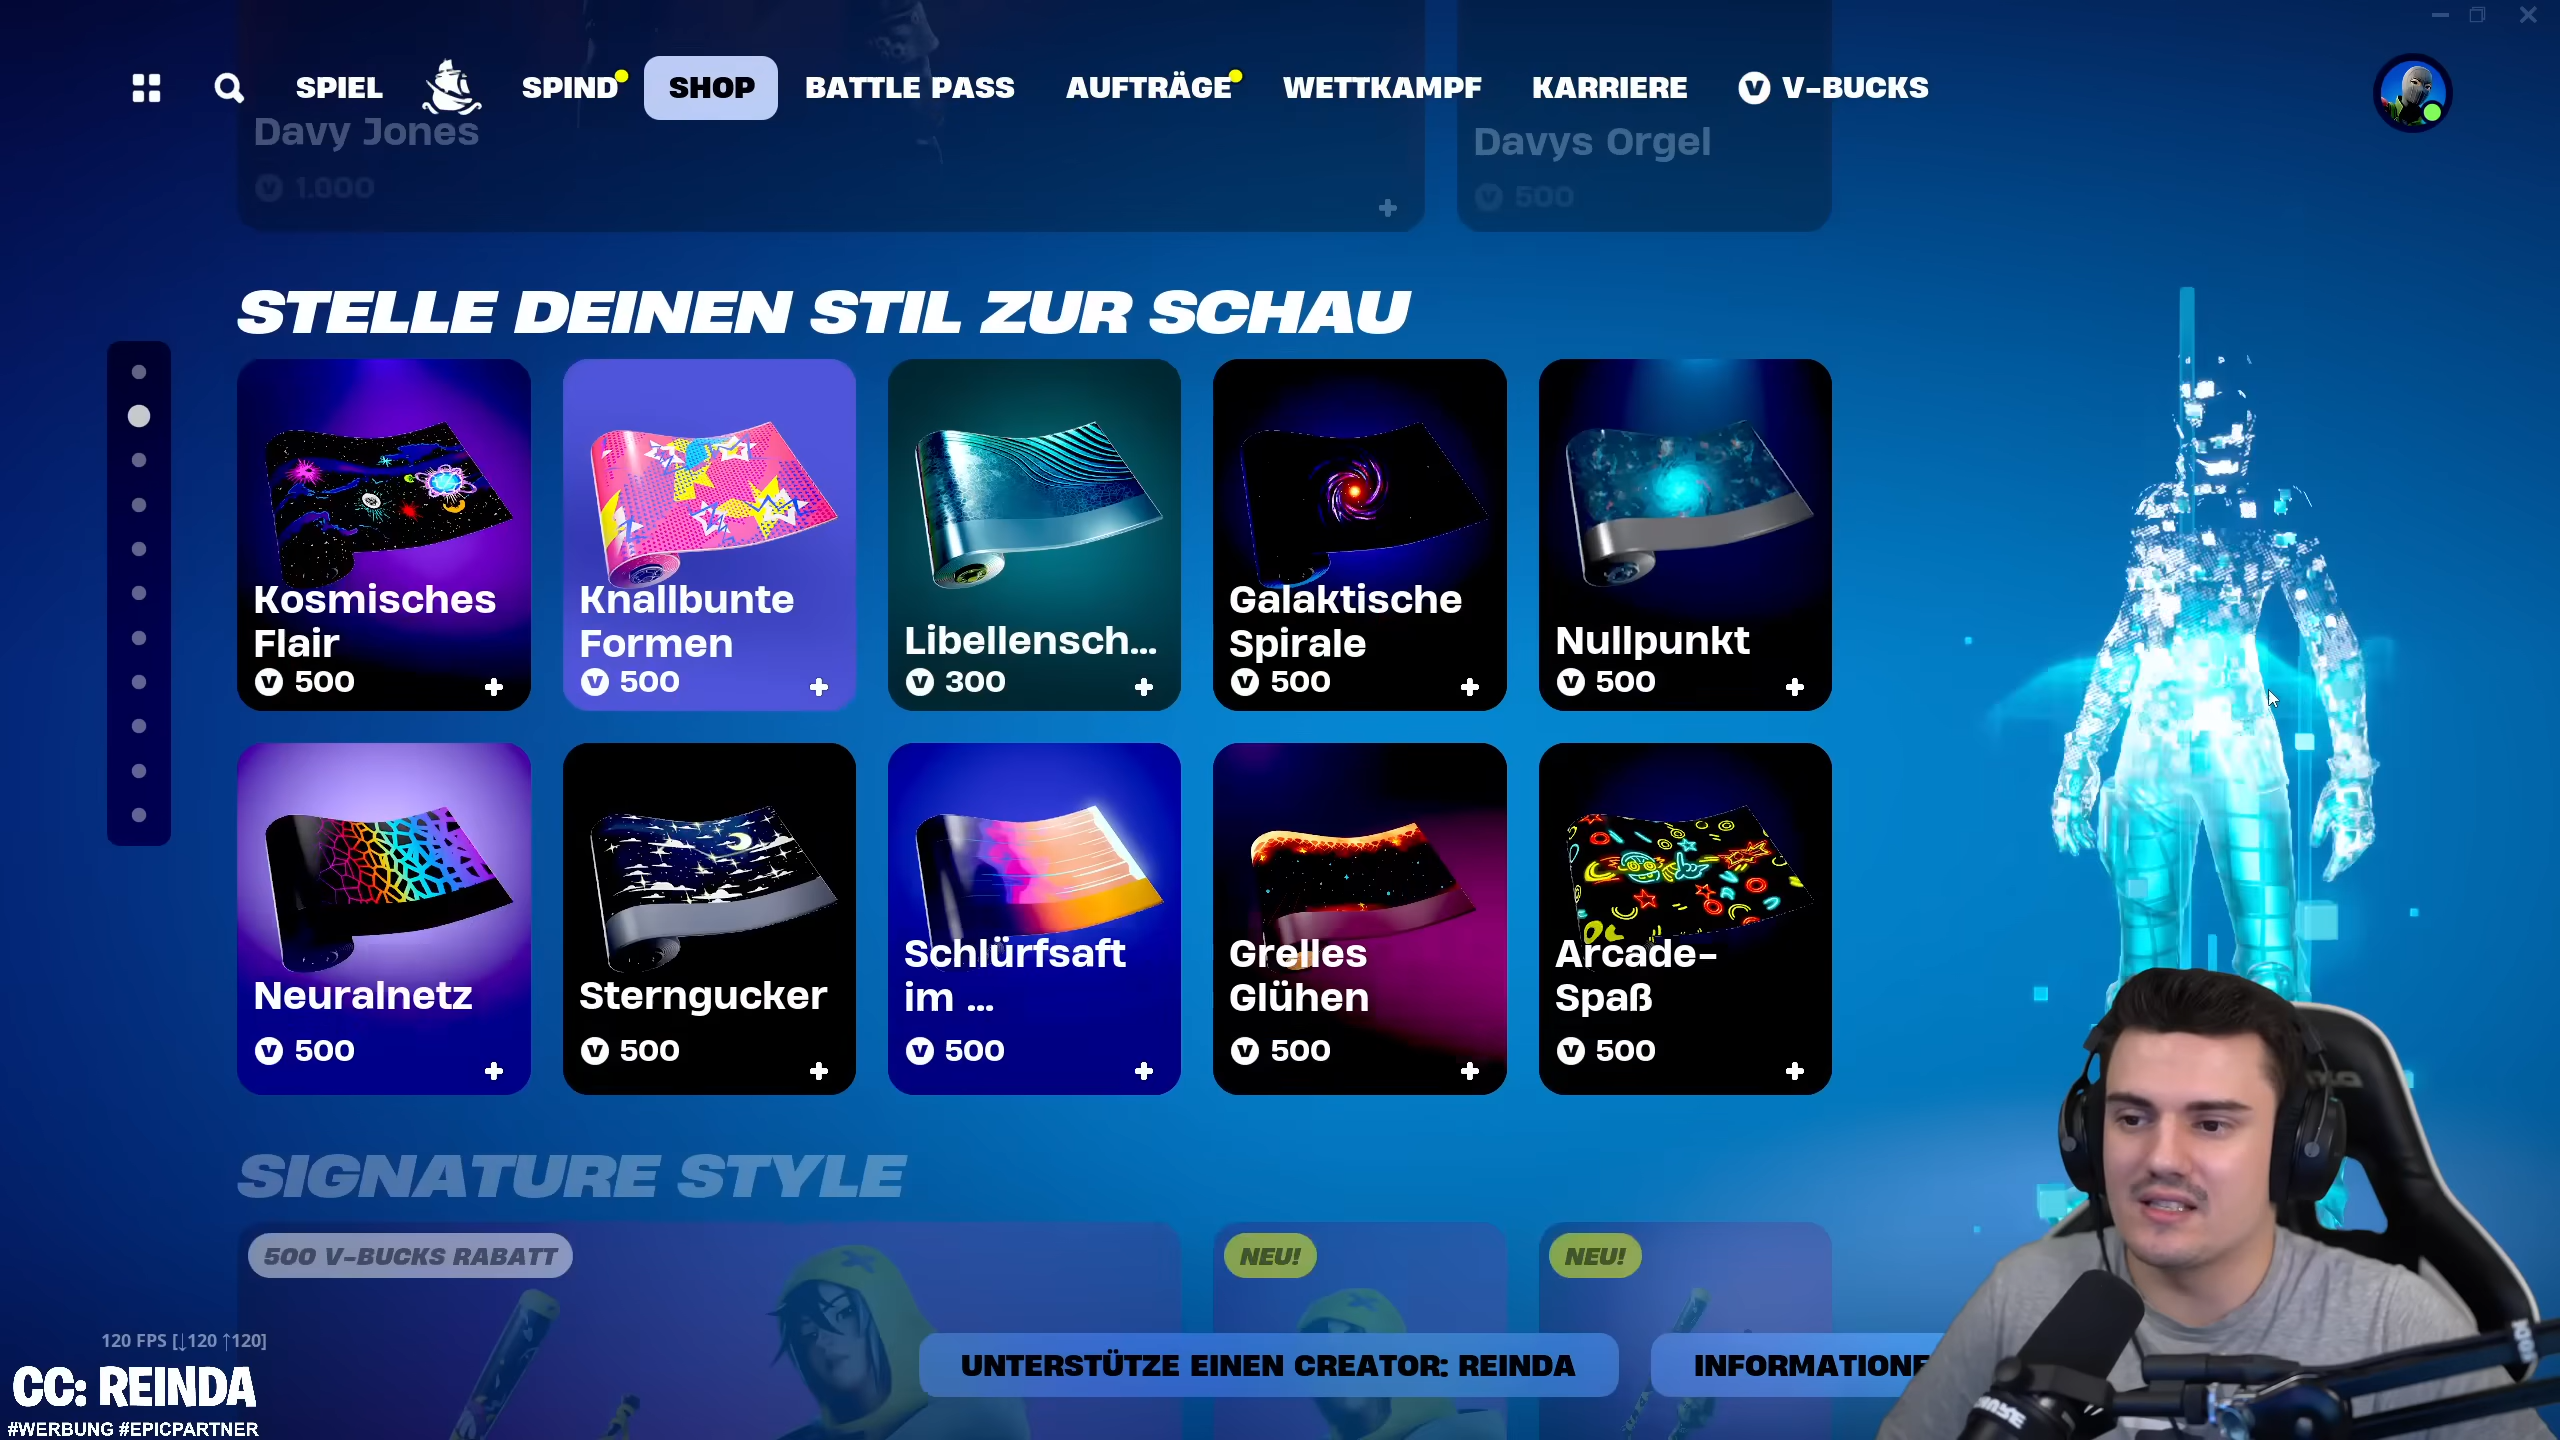 SPIEL
SPIND
SHOP
BATTLE PASS
AUFTRÄGE
WETTKAMPF
KARRIERE
V-BUCKS
Davy Jones
1.000
Davys Orgel
500
STELLE DEINEN STIL ZUR SCHAU
Kosmisches
Flair
500
Knallbunte
Formen
500
Libellensch...
300
Galaktische
Spirale
500
Nullpunkt
500
Neuralnetz
500
Sterngucker
500
Schlürfsaft
im ...
500
Grelles
Glühen
500
Arcade-
Spaß
500
SIGNATURE STYLE
500 V-BUCKS RABATT
NEU!
NEU!
120 FPS [↓120 ↑120]
UNTERSTÜTZE EINEN CREATOR: REINDA
INFORMATIONE
CC: REINDA
#WERBUNG #EPICPARTNER